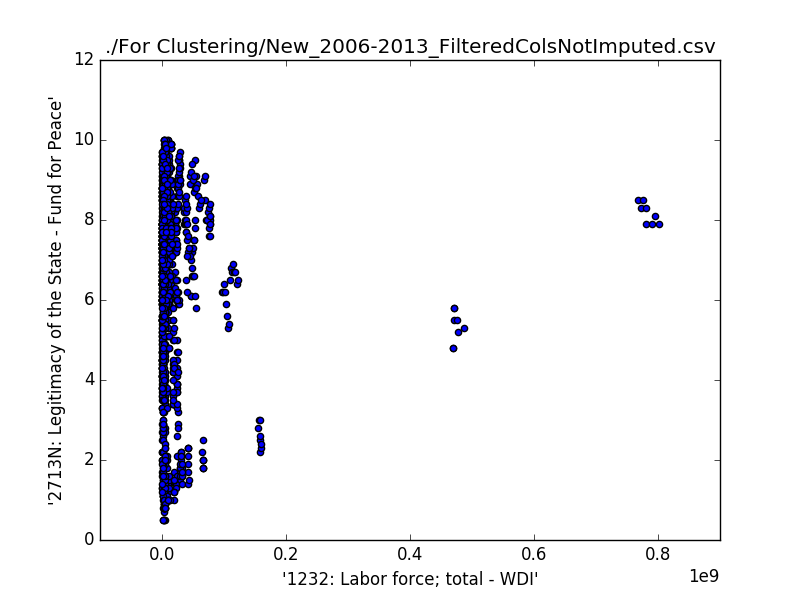 ./For Clustering/New_2006-2013_FilteredColsNotImputed.csv
12
10
8
6
4
2
0
'2713N: Legitimacy of the State - Fund for Peace'
0.0 0.2 0.4 0.6 0.8
1e9
'1232: Labor force; total - WDI'